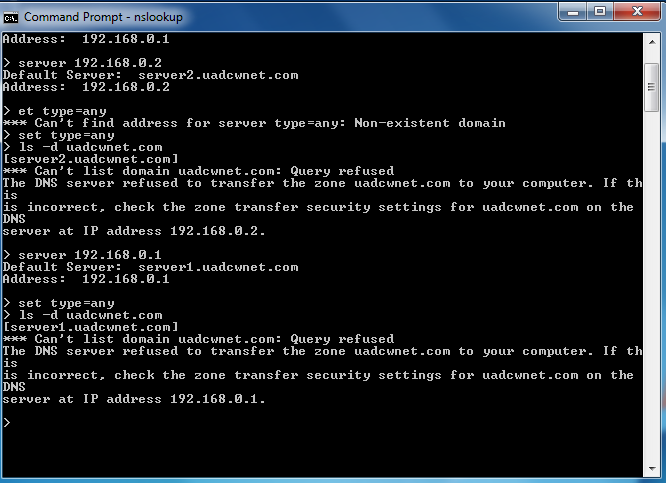 Command Prompt - nslookup
Address:  192.168.0.1
> server 192.168.0.2
Default Server:  server2.uadcwnet.com
Address:  192.168.0.2
> et type=any
*** Can't find address for server type=any: Non-existent domain
> set type=any
> ls -d uadcwnet.com
[server2.uadcwnet.com]
*** Can't list domain uadcwnet.com: Query refused
The DNS server refused to transfer the zone uadcwnet.com to your computer. If th
is
is incorrect, check the zone transfer security settings for uadcwnet.com on the
DNS
server at IP address 192.168.0.2.
> server 192.168.0.1
Default Server:  server1.uadcwnet.com
Address:  192.168.0.1
> set type=any
> ls -d uadcwnet.com
[server1.uadcwnet.com]
*** Can't list domain uadcwnet.com: Query refused
The DNS server refused to transfer the zone uadcwnet.com to your computer. If th
is
is incorrect, check the zone transfer security settings for uadcwnet.com on the
DNS
server at IP address 192.168.0.1.
>